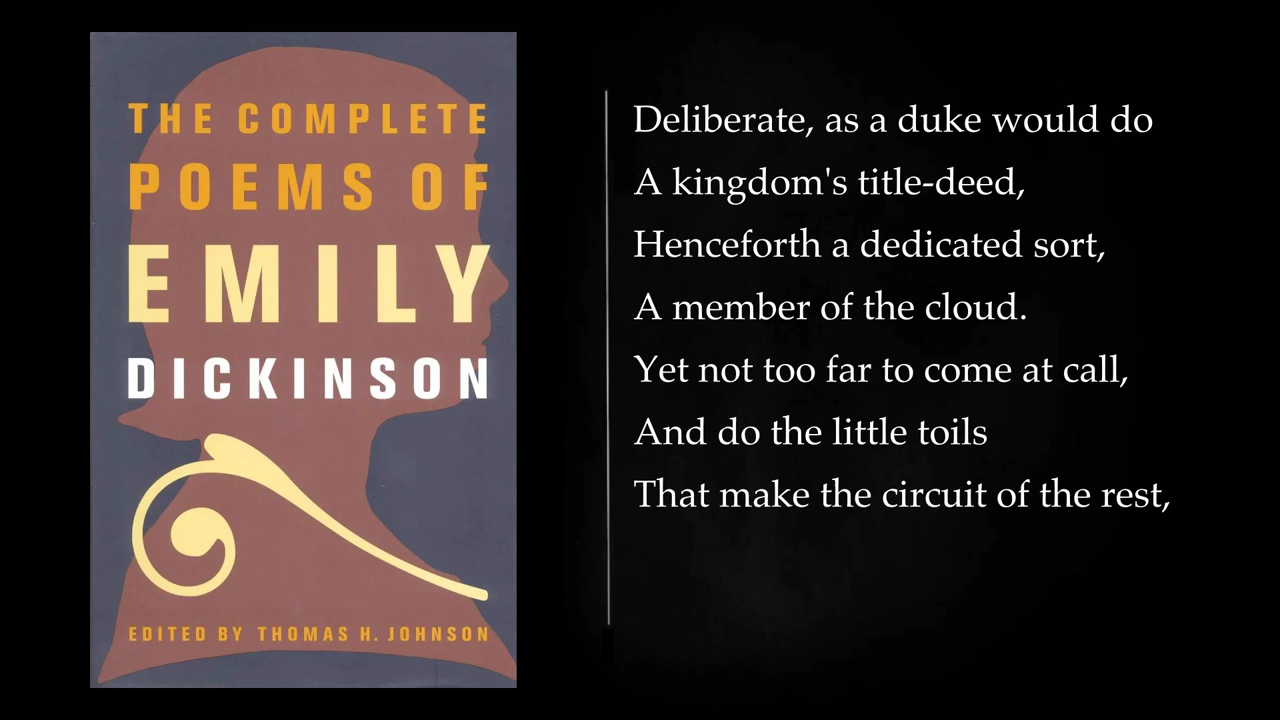 THE COMPLETE
POEMS OF
EMILY
DICKINSON
EDITED BY THOMAS H. JOHNSON
Deliberate, as a duke would do
A kingdom's title-deed,
Henceforth a dedicated sort,
A member of the cloud.
Yet not too far to come at call,
And do the little toils
That make the circuit of the rest,